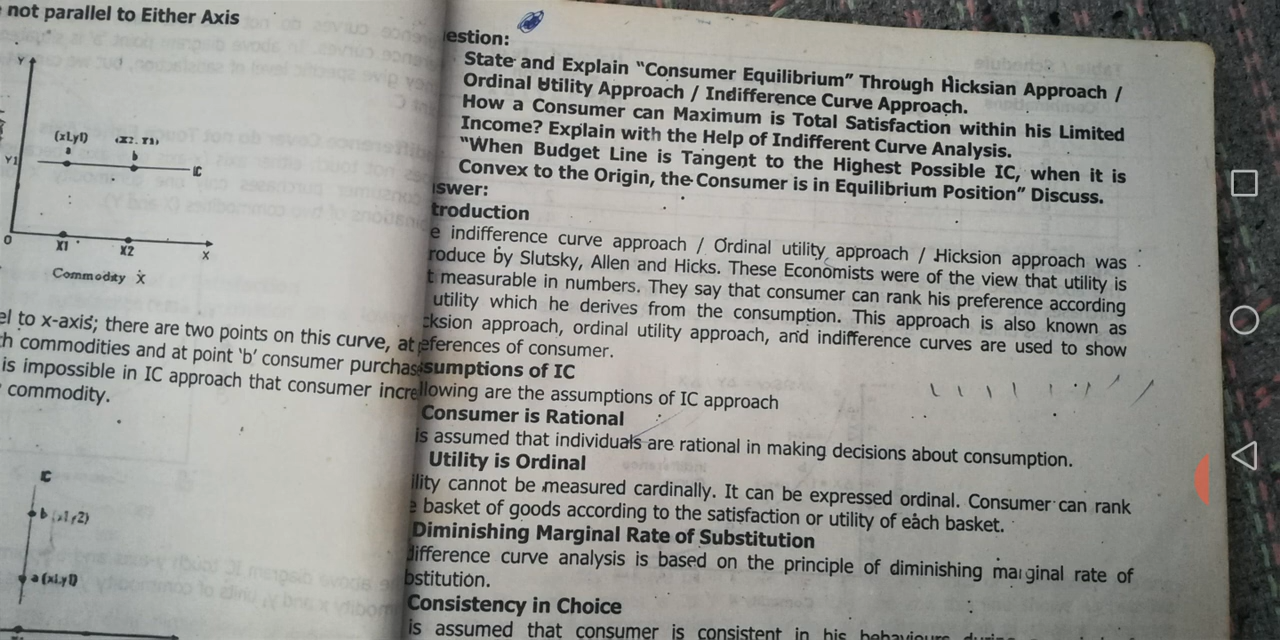 not parallel to Either Axis
Y
(x1,y1)
a
b
Y1
IC
O
X1
X2
X
Commodity X
el to x-axis; there are two points on this curve, at
h commodities and at point 'b' consumer purchas
is impossible in IC approach that consumer incre
commodity.
IC
b
a (x1,y1)
estion:
State and Explain "Consumer Equilibrium" Through Hicksian Approach /
Ordinal Utility Approach / Indifference Curve Approach.
How a Consumer can Maximum is Total Satisfaction within his Limited
Income? Explain with the Help of Indifferent Curve Analysis.
"When Budget Line is Tangent to the Highest Possible IC, when it is
Convex to the Origin, the Consumer is in Equilibrium Position" Discuss.
swer:
troduction
e indifference curve approach / Ordinal utility approach / Hicksion approach was
roduce by Slutsky, Allen and Hicks. These Economists were of the view that utility is
t measurable in numbers. They say that consumer can rank his preference according
utility which he derives from the consumption. This approach is also known as
cksion approach, ordinal utility approach, and indifference curves are used to show
eferences of consumer.
sumptions of IC
llowing are the assumptions of IC approach
Consumer is Rational
is assumed that individuals are rational in making decisions about consumption.
Utility is Ordinal
ility cannot be measured cardinally. It can be expressed ordinal. Consumer can rank
e basket of goods according to the satisfaction or utility of each basket.
Diminishing Marginal Rate of Substitution
difference curve analysis is based on the principle of diminishing marginal rate of
bstitution.
Consistency in Choice
is assumed that consumer is consistent in his behaviours